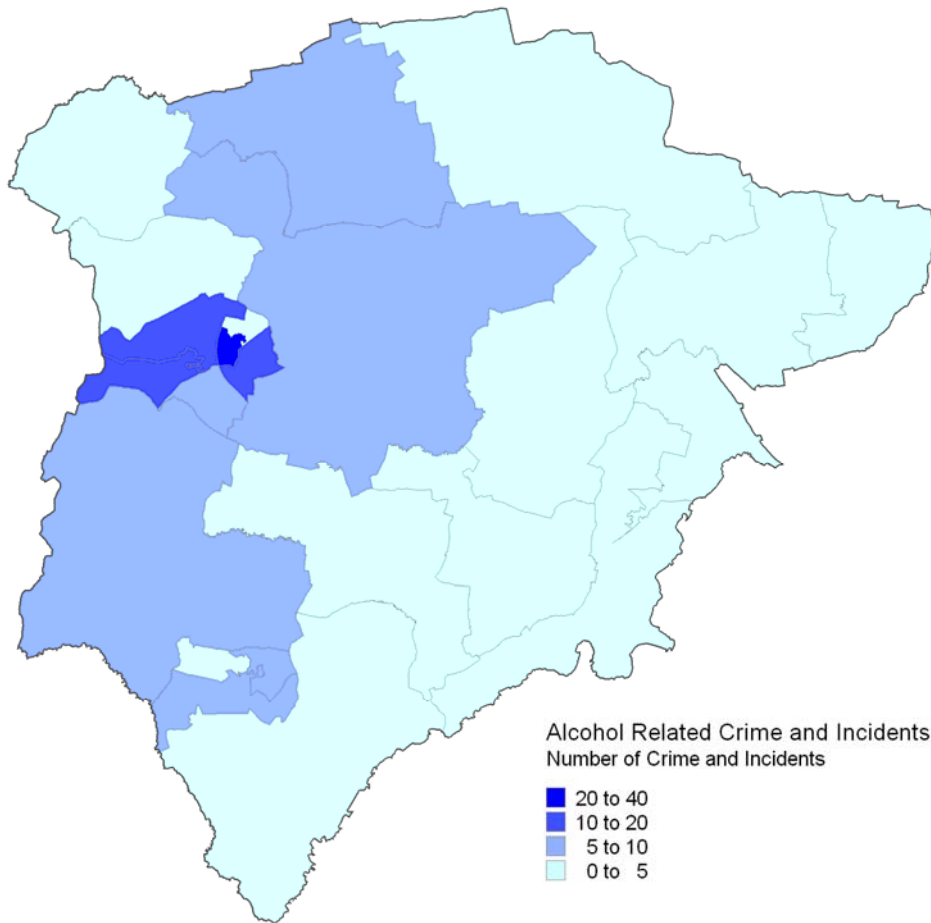 Alcohol Related Crime and Incidents
Number of Crime and Incidents
20 to 40
10 to 20
5 to 10
0 to 5